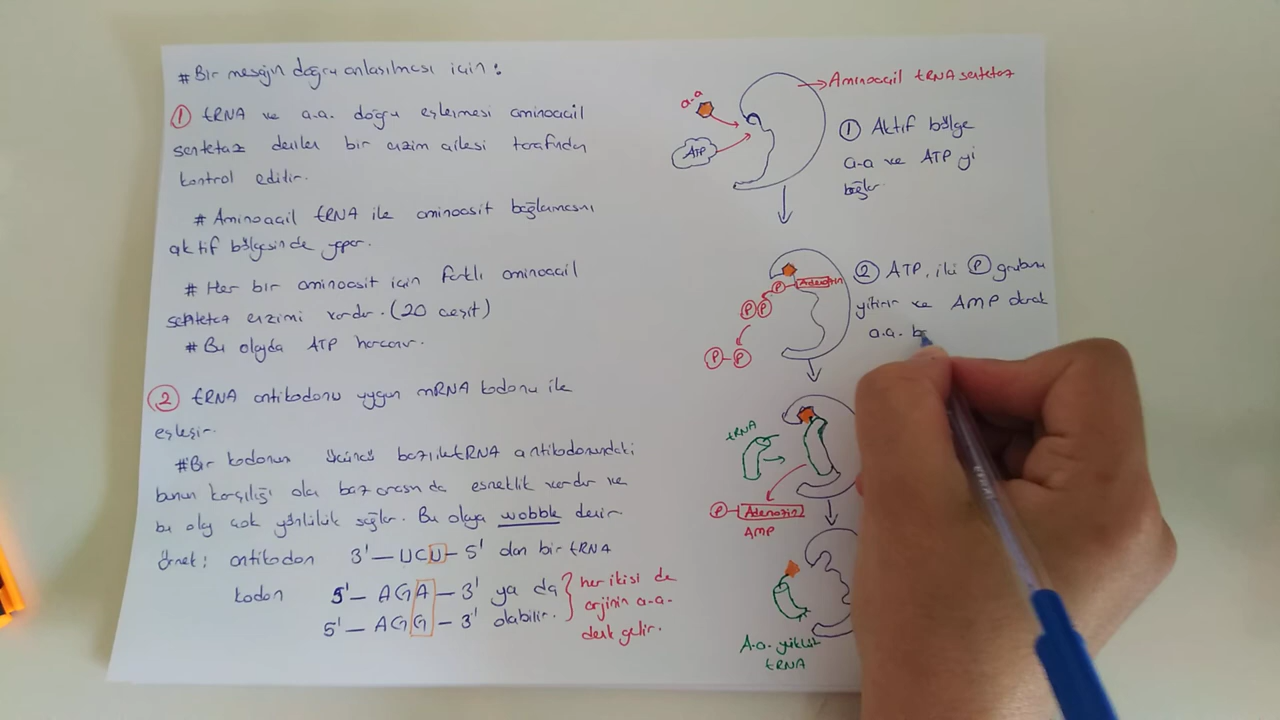 # Bir mesajın doğru anlaşılması için:
① tRNA ve a.a. doğru eşleşmesi aminoaçil
sentetaz denilen bir enzim ailesi tarafından
kontrol edilir.
# Aminoaçil tRNA ile aminoasit bağlanmasını
aktif bölgesinde yapar.
# Her bir aminoasit için farklı aminoaçil
sentetaz enzimi vardır. (20 çeşit)
# Bu olayda ATP harcanır.
② tRNA antikodonu uygun mRNA kodonu ile
eşleşir.
# Bir kodonun üçüncü bazı ile tRNA antikodonundaki
bunun karşılığı olan baz arasında esneklik vardır ve
bu olay çok yönlülük sağlar. Bu olaya wobble denir.
Örnek: antikodon 3' — UCU — 5' olan bir tRNA
kodon 5' — AGA — 3' ya da
5' — AGG — 3' olabilir.
her ikisi de
arjinin a.a.
denk gelir.
Aminoaçil tRNA sentetaz
a.a
ATP
① Aktif bölge
a.a ve ATP yi
bağlar.
② ATP, iki P grubunu
yitirir ve AMP olarak
a.a. b
P Adenozin
P P
P-P
tRNA
P-Adenozin
AMP
A.a. yüklü
tRNA